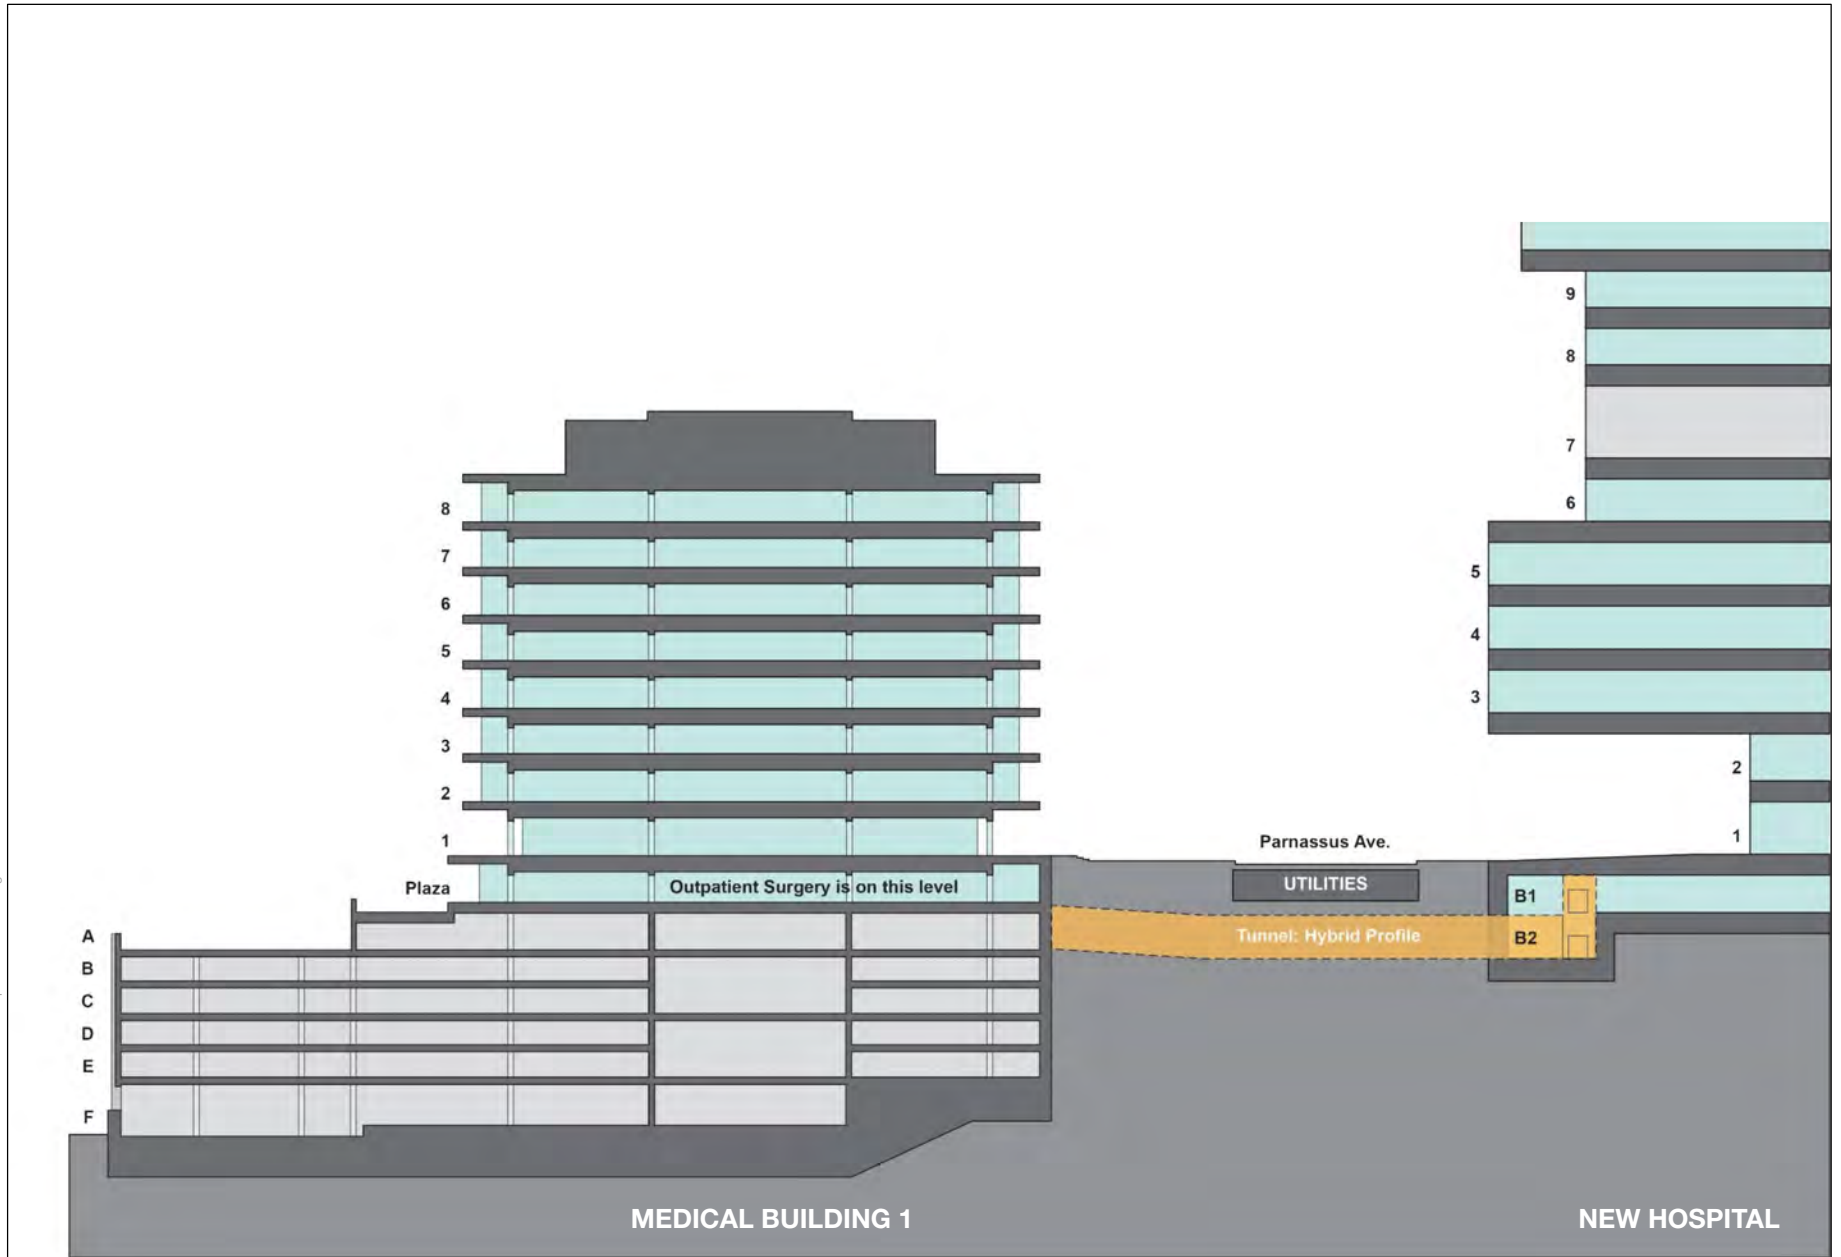 9
8
7
6
5
4
3
2
1
8
7
6
5
4
3
2
1
Parnassus Ave.
Plaza
Outpatient Surgery is on this level
UTILITIES
B1
A
Tunnel: Hybrid Profile
B2
B
C
D
E
F
MEDICAL BUILDING 1
NEW HOSPITAL